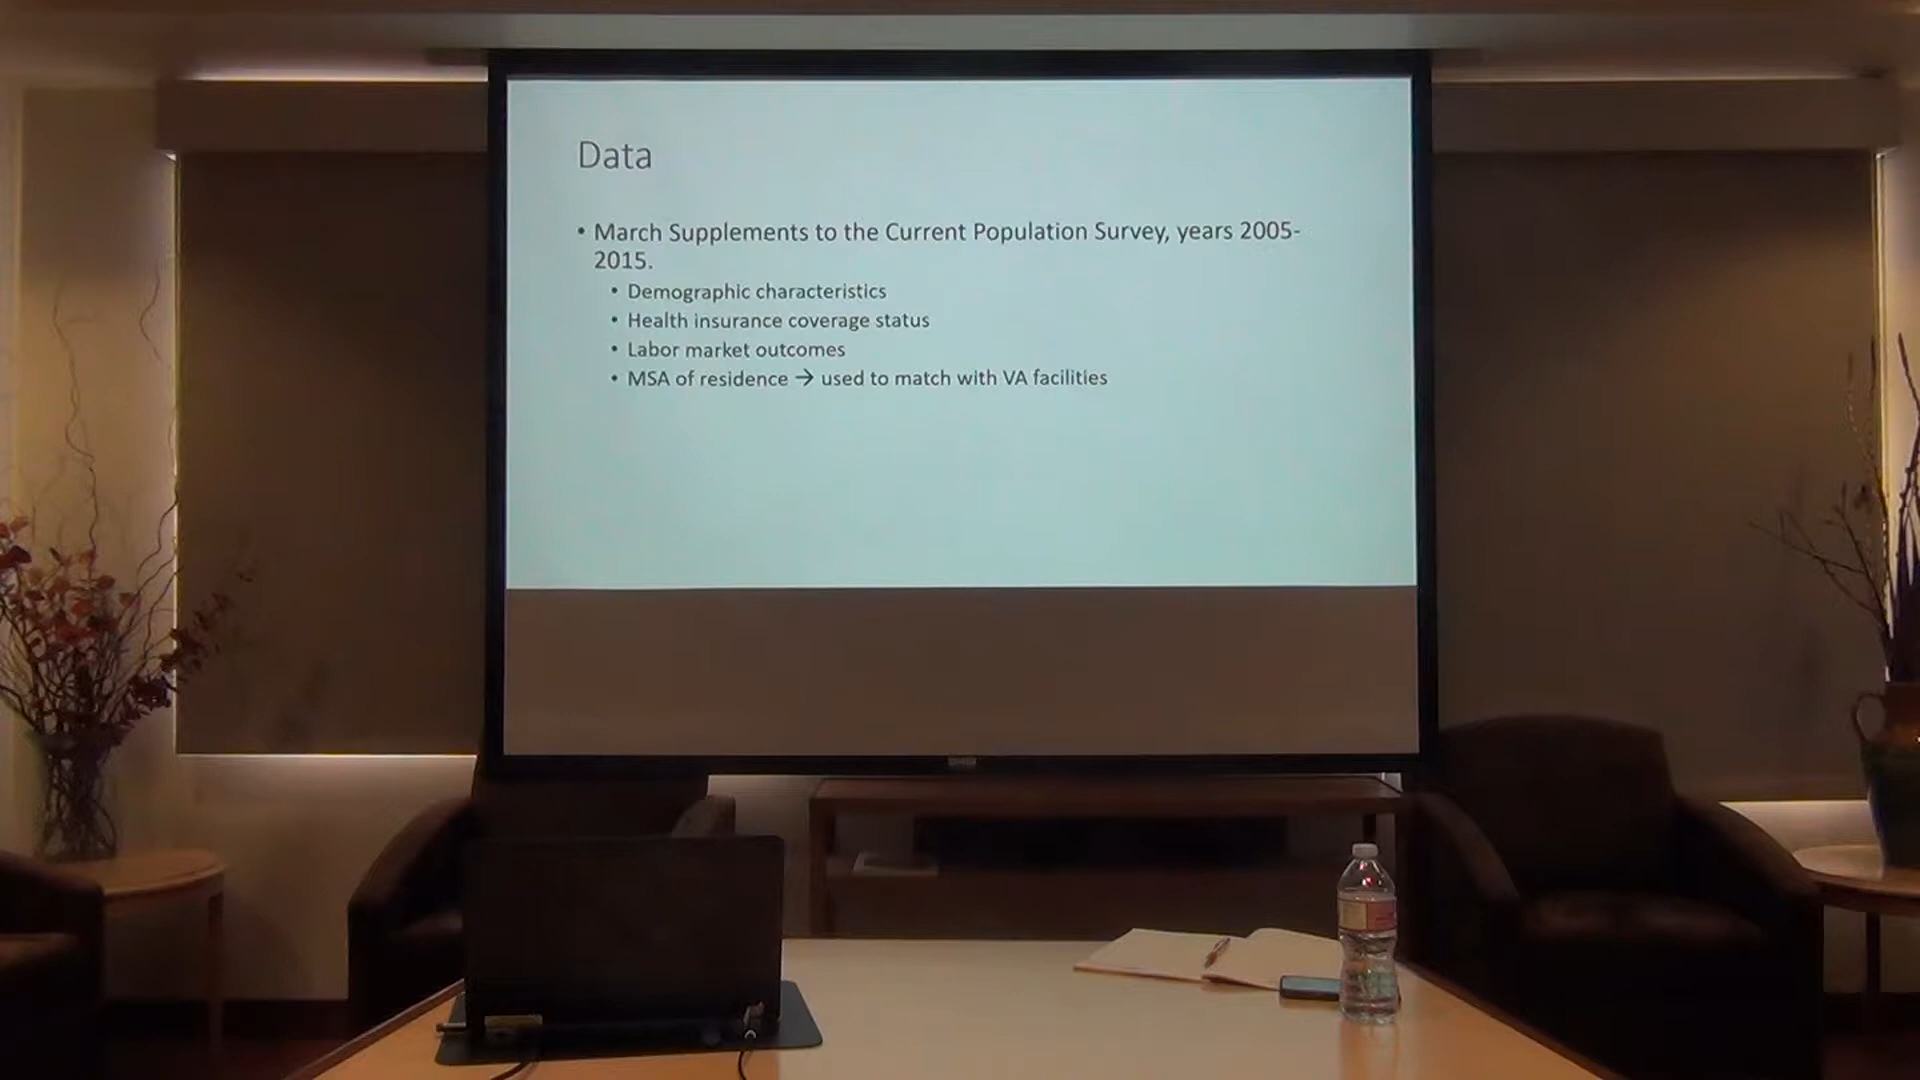 Data
• March Supplements to the Current Population Survey, years 2005-
2015.
• Demographic characteristics
• Health insurance coverage status
• Labor market outcomes
• MSA of residence → used to match with VA facilities